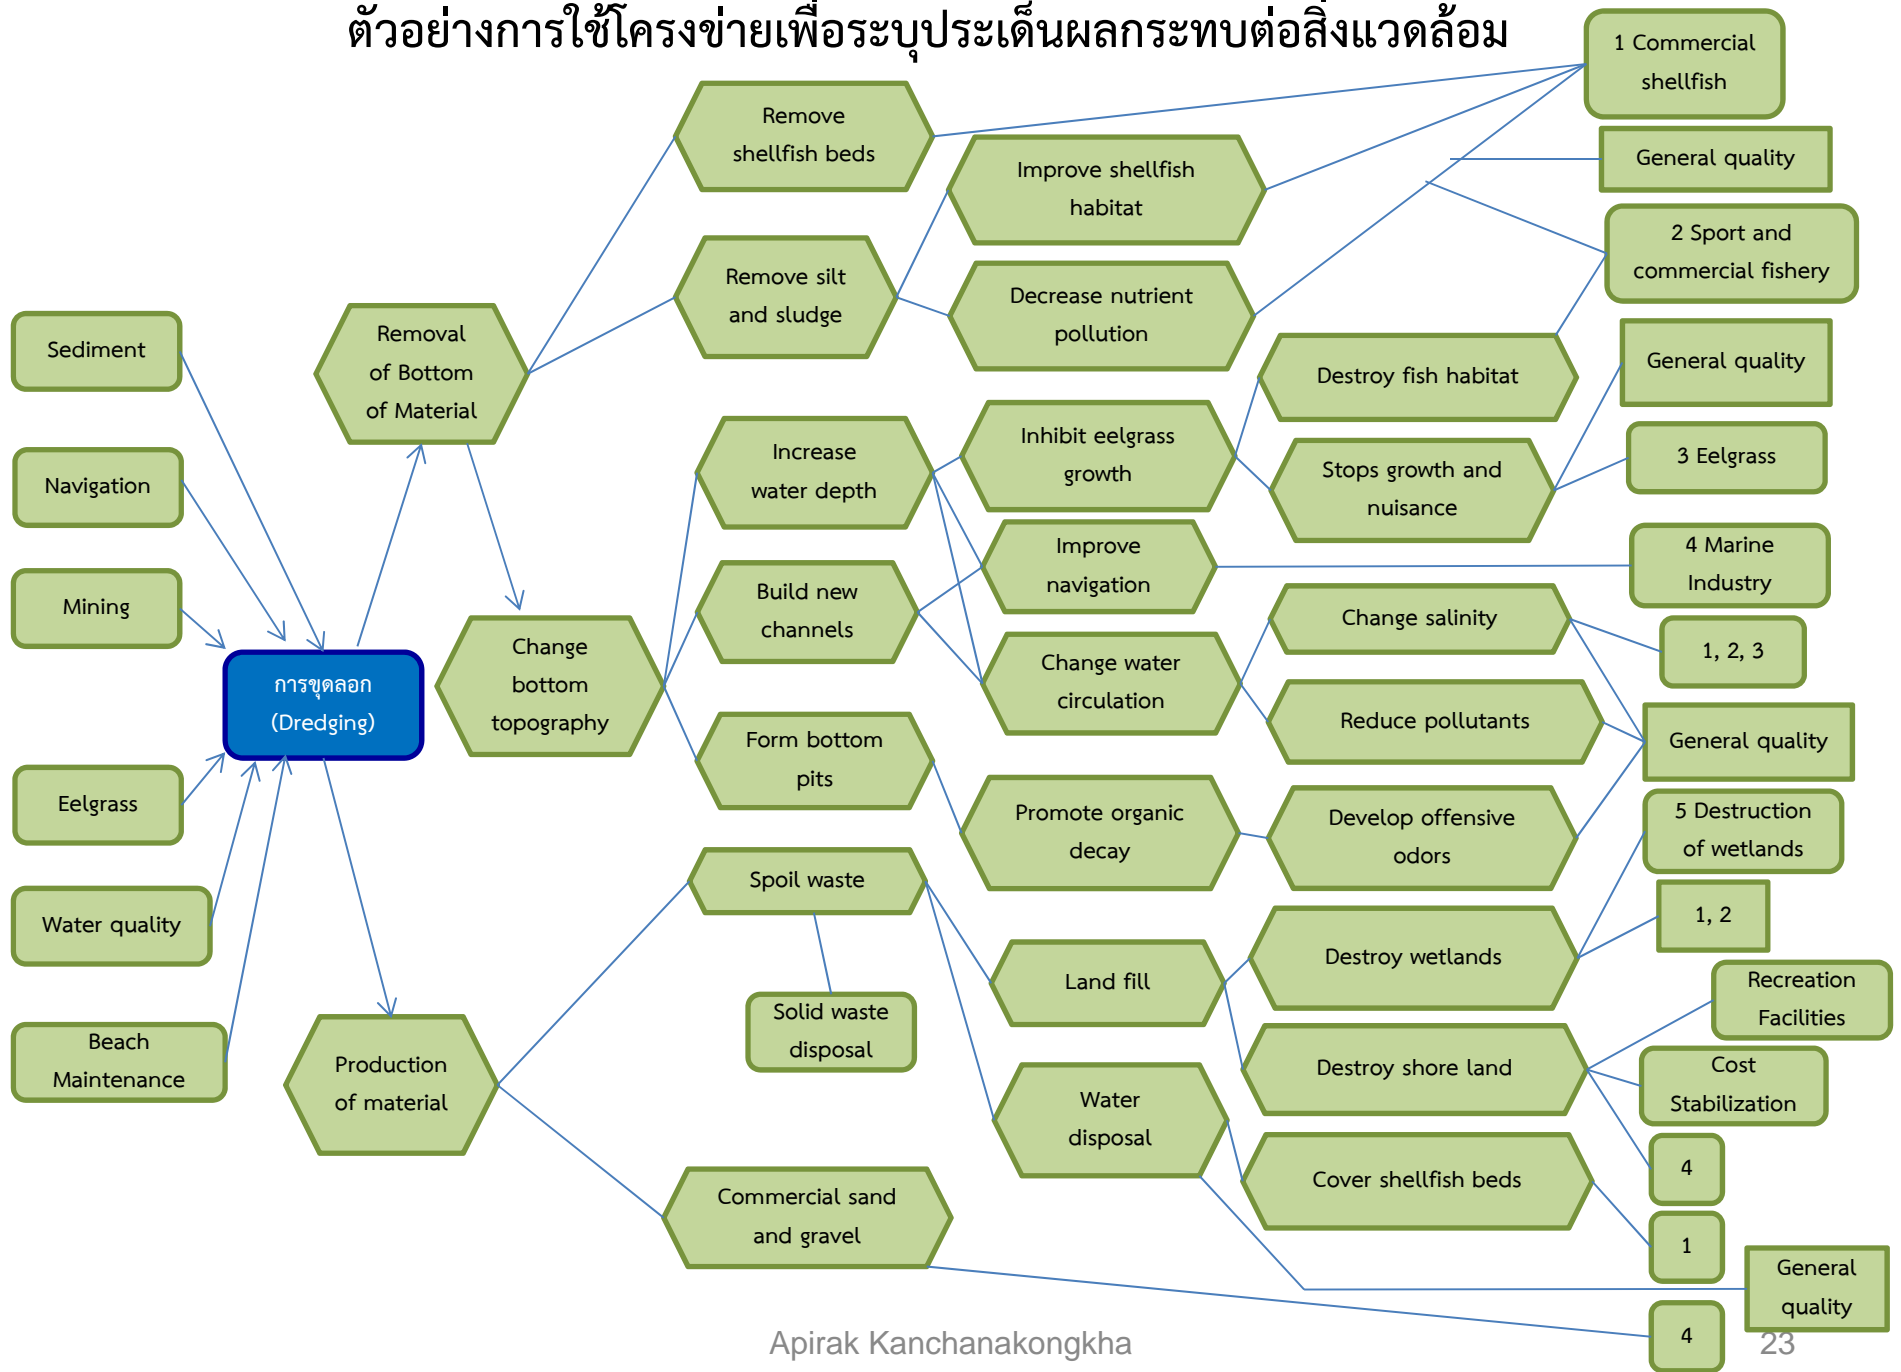 ตัวอย่างการใช้โครงข่ายเพื่อระบุประเด็นผลกระทบต่อสิ่งแวดล้อม
Sediment
Navigation
Mining
การขุดลอก
(Dredging)
Eelgrass
Water quality
Beach
Maintenance
Removal
of Bottom
of Material
Change
bottom
topography
Production
of material
Remove
shellfish beds
Remove silt
and sludge
Increase
water depth
Build new
channels
Form bottom
pits
Spoil waste
Solid waste
disposal
Commercial sand
and gravel
Improve shellfish
habitat
Decrease nutrient
pollution
Inhibit eelgrass
growth
Improve
navigation
Change water
circulation
Promote organic
decay
Land fill
Water
disposal
Destroy fish habitat
Stops growth and
nuisance
Change salinity
Reduce pollutants
Develop offensive
odors
Destroy wetlands
Destroy shore land
Cover shellfish beds
1 Commercial
shellfish
General quality
2 Sport and
commercial fishery
General quality
3 Eelgrass
4 Marine
Industry
1, 2, 3
General quality
5 Destruction
of wetlands
1, 2
Recreation
Facilities
Cost
Stabilization
4
1
General
quality
4
Apirak Kanchanakongkha
23